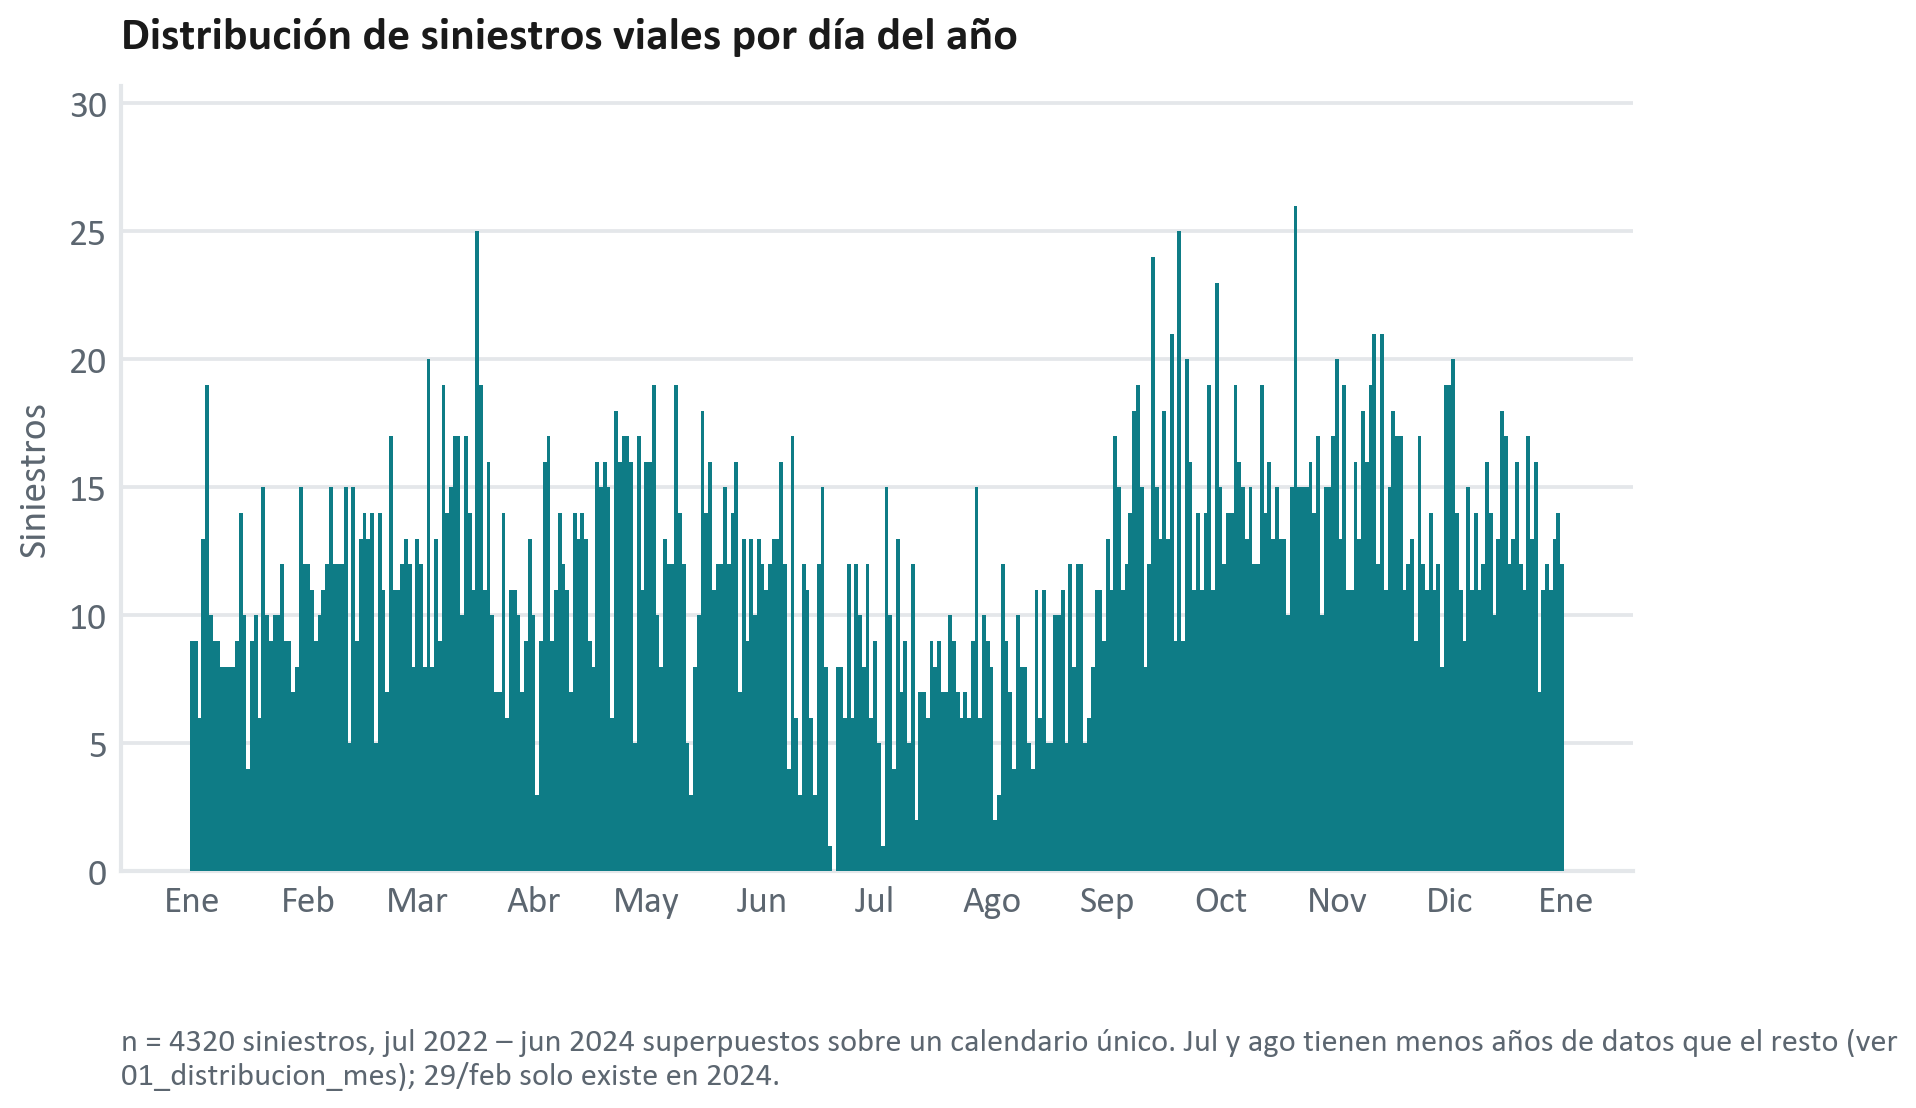 Distribución de siniestros viales por día del año
30
25
20
15
10
5
0
Siniestros
Ene Feb Mar Abr May Jun Jul Ago Sep Oct Nov Dic Ene
n = 4320 siniestros, jul 2022 – jun 2024 superpuestos sobre un calendario único. Jul y ago tienen menos años de datos que el resto (ver
01_distribucion_mes); 29/feb solo existe en 2024.